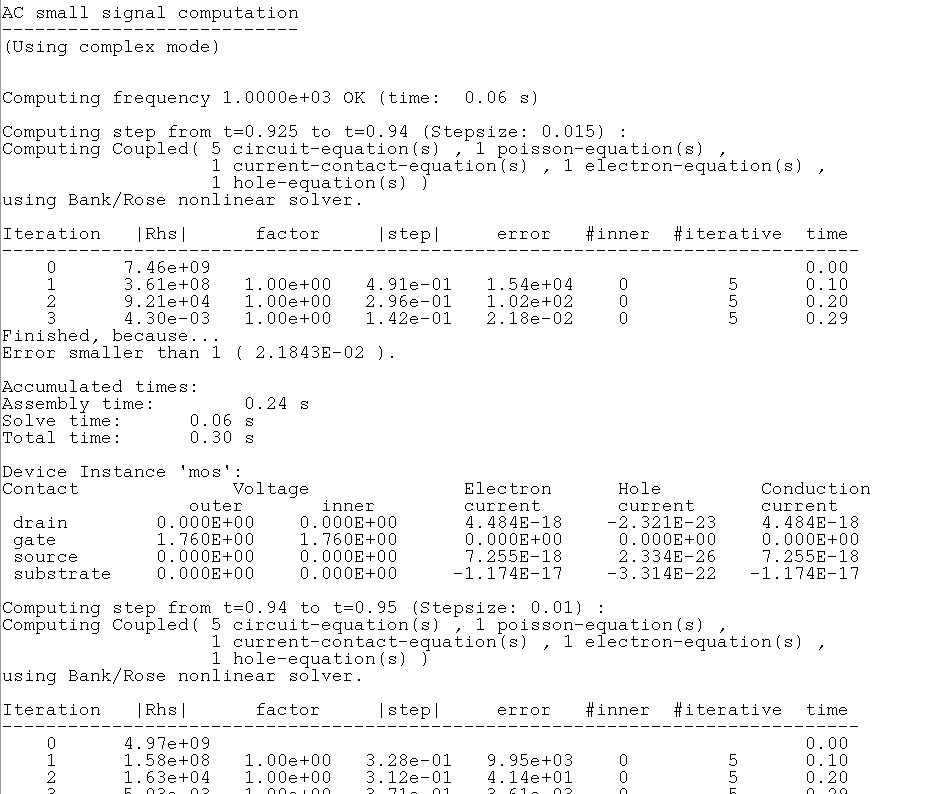 AC small signal computation
---------------------------
(Using complex mode)
Computing frequency 1.0000e+03 OK (time:  0.06 s)
Computing step from t=0.925 to t=0.94 (Stepsize: 0.015) :
Computing Coupled( 5 circuit-equation(s) , 1 poisson-equation(s) ,
1 current-contact-equation(s) , 1 electron-equation(s) ,
1 hole-equation(s) )
using Bank/Rose nonlinear solver.
Iteration   |Rhs|      factor     |step|     error   #inner  #iterative  time
------------------------------------------------------------------------------
0      7.46e+09                                                      0.00
1      3.61e+08   1.00e+00   4.91e-01   1.54e+04    0         5      0.10
2      9.21e+04   1.00e+00   2.96e-01   1.02e+02    0         5      0.20
3      4.30e-03   1.00e+00   1.42e-01   2.18e-02    0         5      0.29
Finished, because...
Error smaller than 1 ( 2.1843E-02 ).
Accumulated times:
Assembly time:        0.24 s
Solve time:      0.06 s
Total time:      0.30 s
Device Instance 'mos':
Contact              Voltage              Electron      Hole         Conduction
outer       inner        current       current      current
drain        0.000E+00    0.000E+00      4.484E-18    -2.321E-23   4.484E-18
gate         1.760E+00    1.760E+00      0.000E+00    0.000E+00    0.000E+00
source       0.000E+00    0.000E+00      7.255E-18    2.334E-26    7.255E-18
substrate    0.000E+00    0.000E+00     -1.174E-17   -3.314E-22   -1.174E-17
Computing step from t=0.94 to t=0.95 (Stepsize: 0.01) :
Computing Coupled( 5 circuit-equation(s) , 1 poisson-equation(s) ,
1 current-contact-equation(s) , 1 electron-equation(s) ,
1 hole-equation(s) )
using Bank/Rose nonlinear solver.
Iteration   |Rhs|      factor     |step|     error   #inner  #iterative  time
------------------------------------------------------------------------------
0      4.97e+09                                                      0.00
1      1.58e+08   1.00e+00   3.28e-01   9.95e+03    0         5      0.10
2      1.63e+04   1.00e+00   3.12e-01   4.14e+01    0         5      0.20